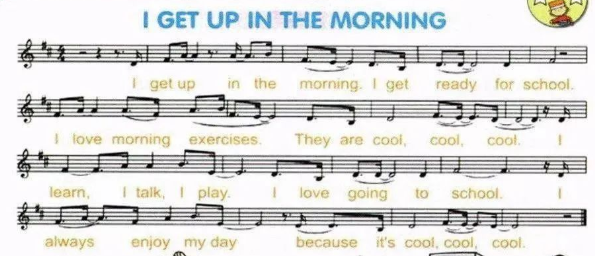 I GET UP IN THE MORNING
I get up in the morning. I get ready for school.
I love morning exercises. They are cool, cool, cool. I
learn, I talk, I play. I love going to school. I
always enjoy my day because it's cool, cool, cool.